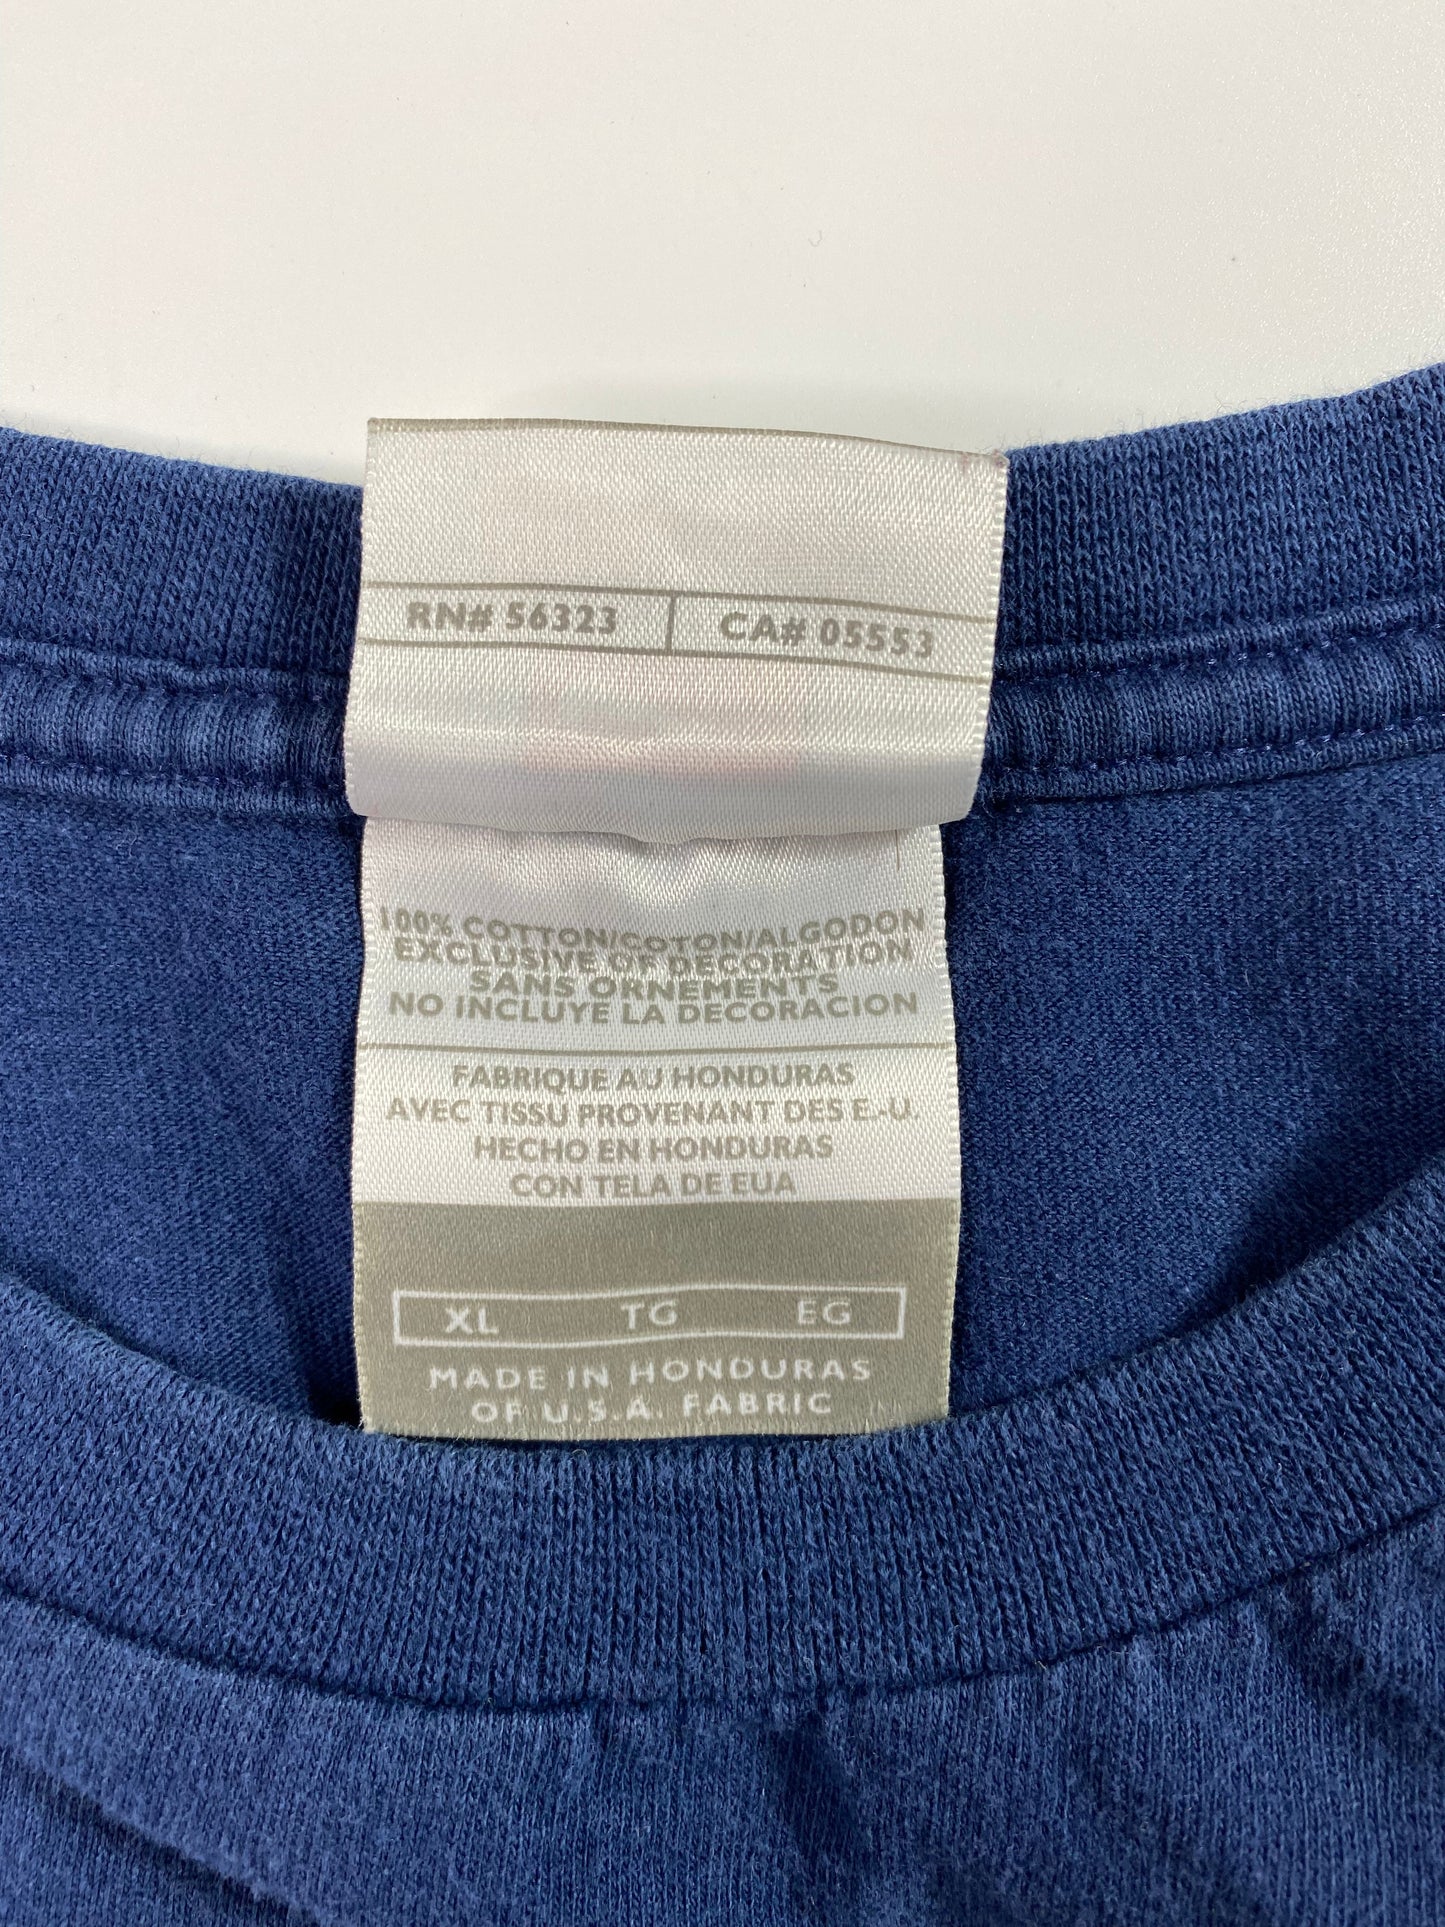 RN# 56323 CA# 05553
100% COTTON/COTON/ALGODON
EXCLUSIVE OF DECORATION
SANS ORNEMENTS
NO INCLUYE LA DECORACION
FABRIQUE AU HONDURAS
AVEC TISSU PROVENANT DES E.-U.
HECHO EN HONDURAS
CON TELA DE EUA
XL TG EG
MADE IN HONDURAS
OF U.S.A. FABRIC